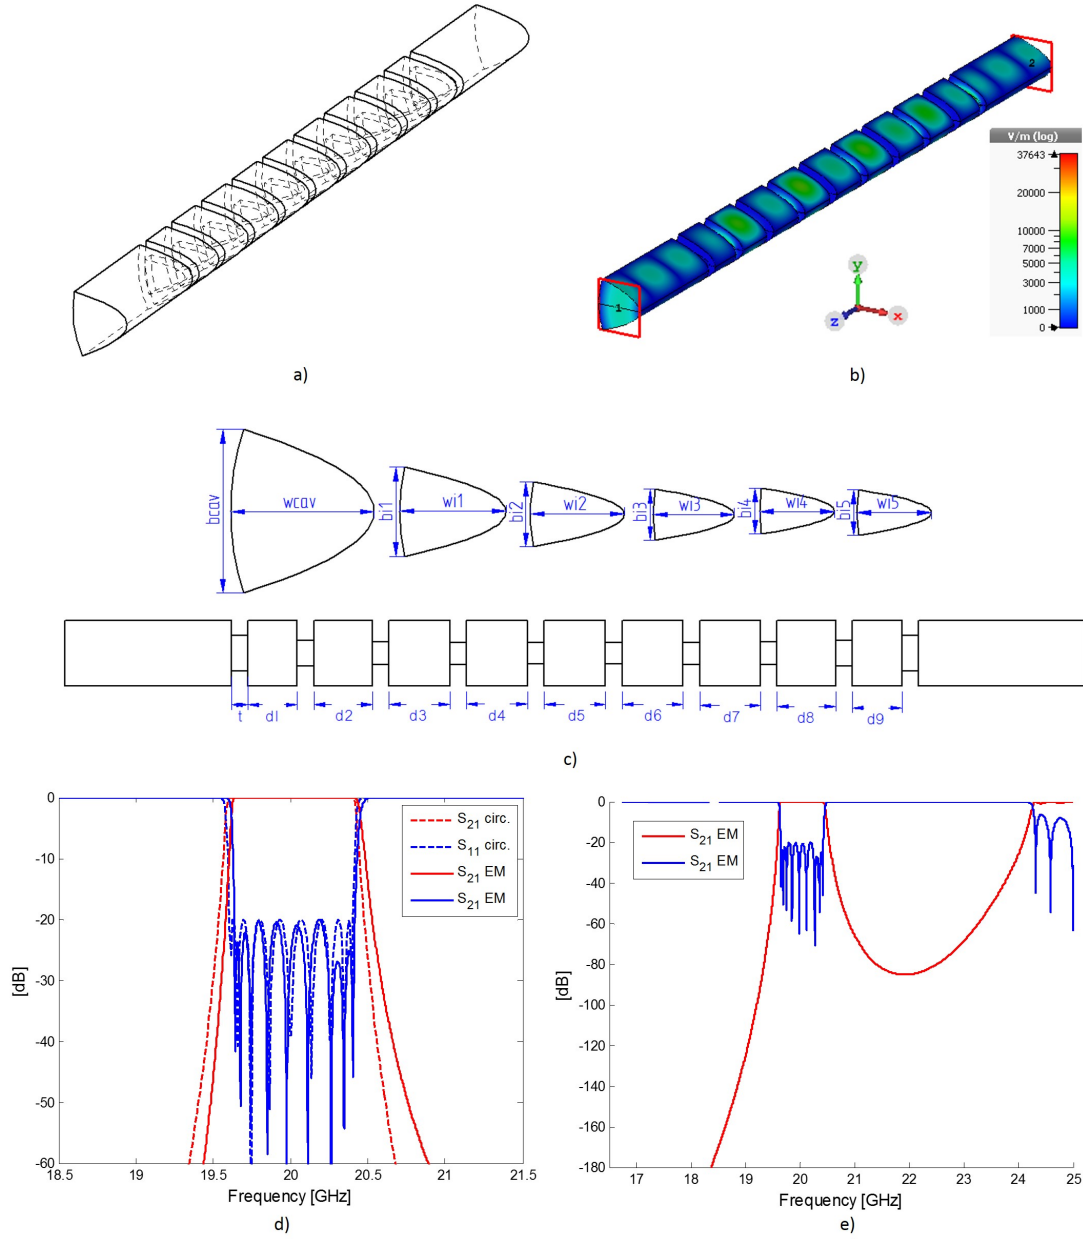 2
1
V/m (log)
37643
20000
10000
7000
5000
3000
1000
0
y
z
x
a)
b)
bcav
wcav
bi1
wi1
bi2
wi2
bi3
wi3
bi4
wi4
bi5
wi5
t
d1
d2
d3
d4
d5
d6
d7
d8
d9
c)
0
-10
-20
-30
-40
-50
-60
[dB]
18.5
19
19.5
20
20.5
21
21.5
Frequency [GHz]
S21 circ.
S11 circ.
S21 EM
S21 EM
d)
0
-20
-40
-60
-80
-100
-120
-140
-160
-180
[dB]
17
18
19
20
21
22
23
24
25
Frequency [GHz]
S21 EM
S21 EM
e)